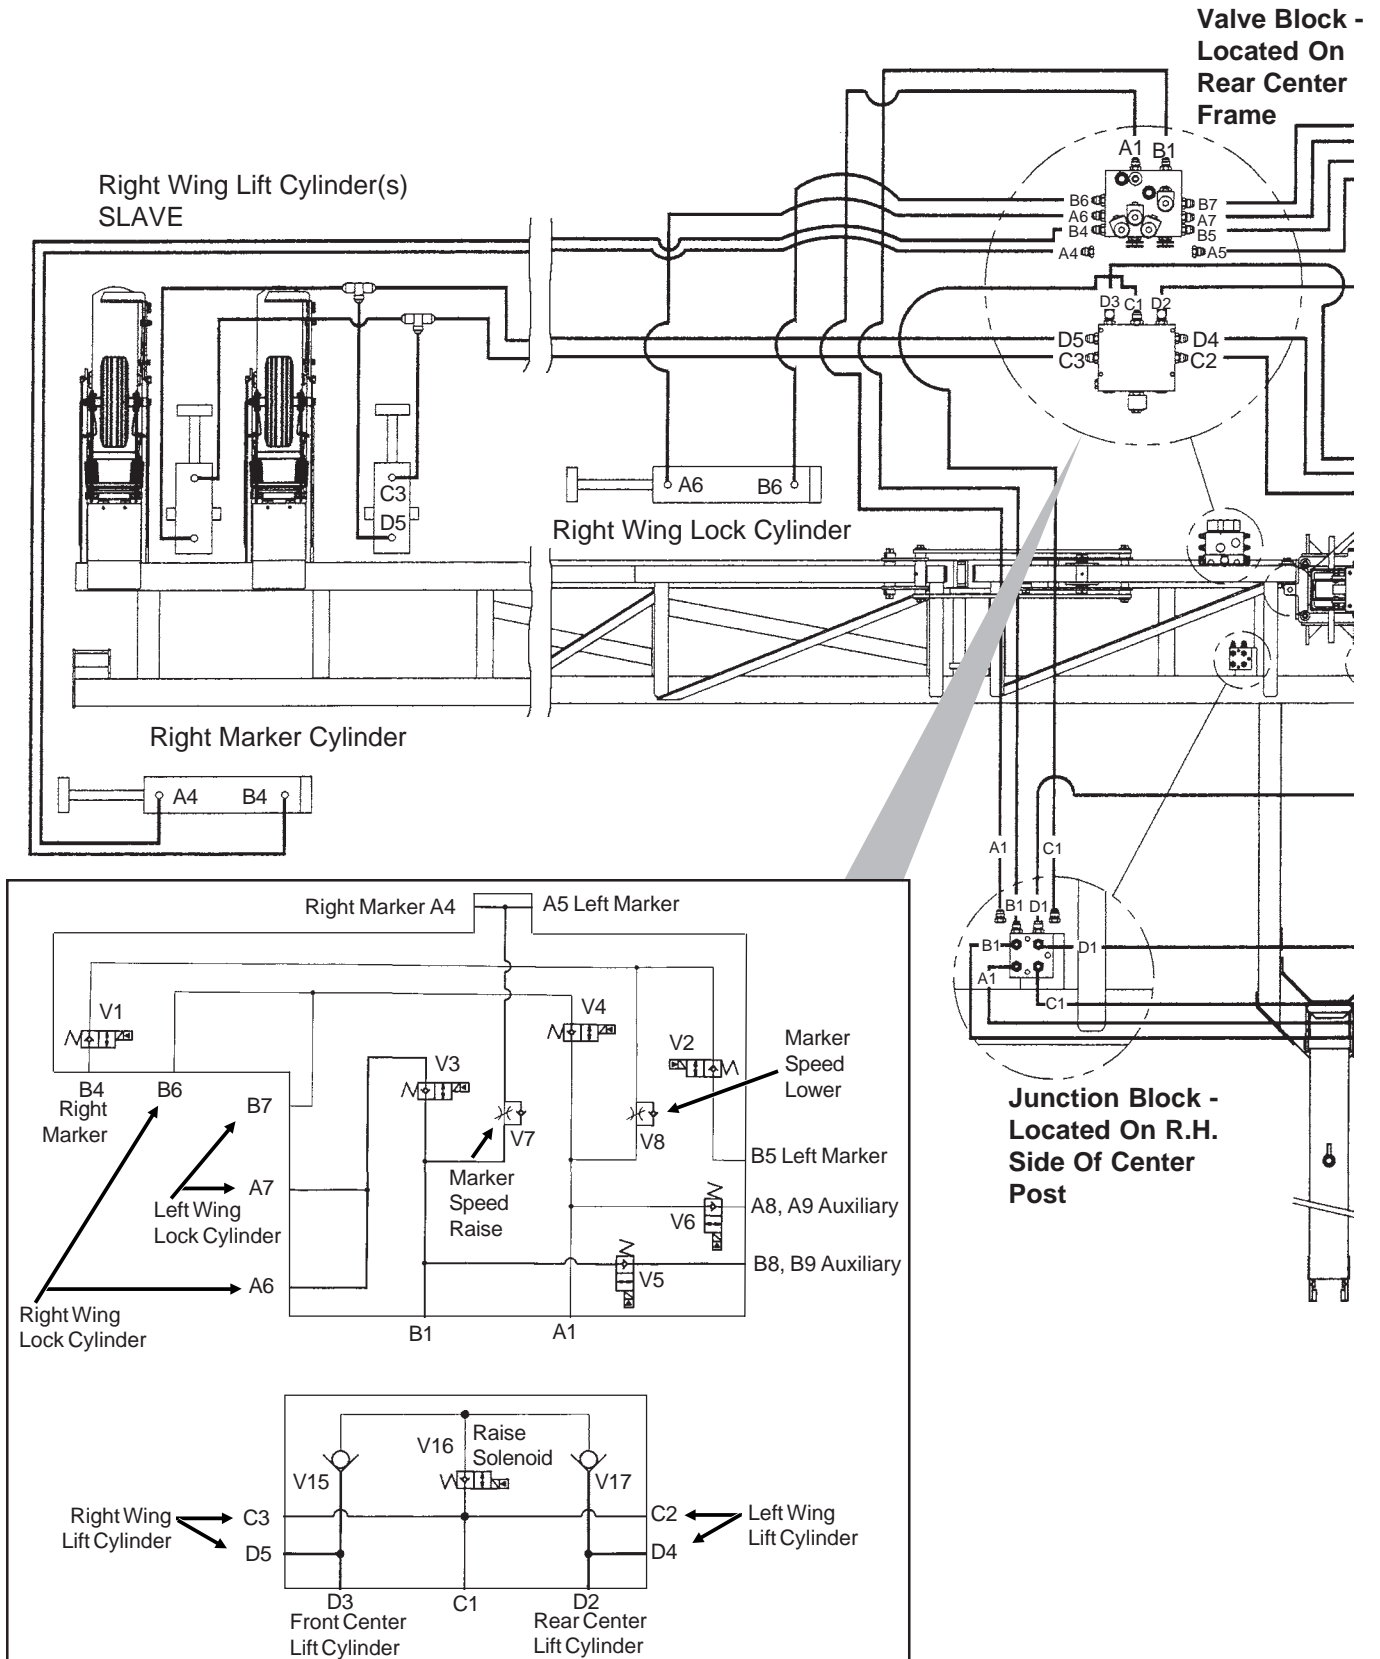 Valve Block -
Located On
Rear Center
Frame
A1 B1
Right Wing Lift Cylinder(s)
SLAVE
B6
B7
A6
A7
B4
B5
A4
A5
D3 C1 D2
D5
D4
C3
C2
C3
D5
A6
B6
Right Wing Lock Cylinder
Right Marker Cylinder
A4
B4
A1
C1
B1 D1
B1
D1
A1
C1
Junction Block -
Located On R.H.
Side Of Center
Post
Right Marker A4
A5 Left Marker
V1
V4
V3
V2
Marker
Speed
Lower
B4
Right
Marker
B6
B7
V7
V8
Marker
Speed
Raise
B5 Left Marker
A7
Left Wing
Lock Cylinder
V6
A8, A9 Auxiliary
A6
V5
B8, B9 Auxiliary
Right Wing
Lock Cylinder
B1
A1
V16
Raise
Solenoid
V15
V17
Right Wing
Lift Cylinder
C3
C2
Left Wing
Lift Cylinder
D5
D4
D3
Front Center
Lift Cylinder
C1
D2
Rear Center
Lift Cylinder